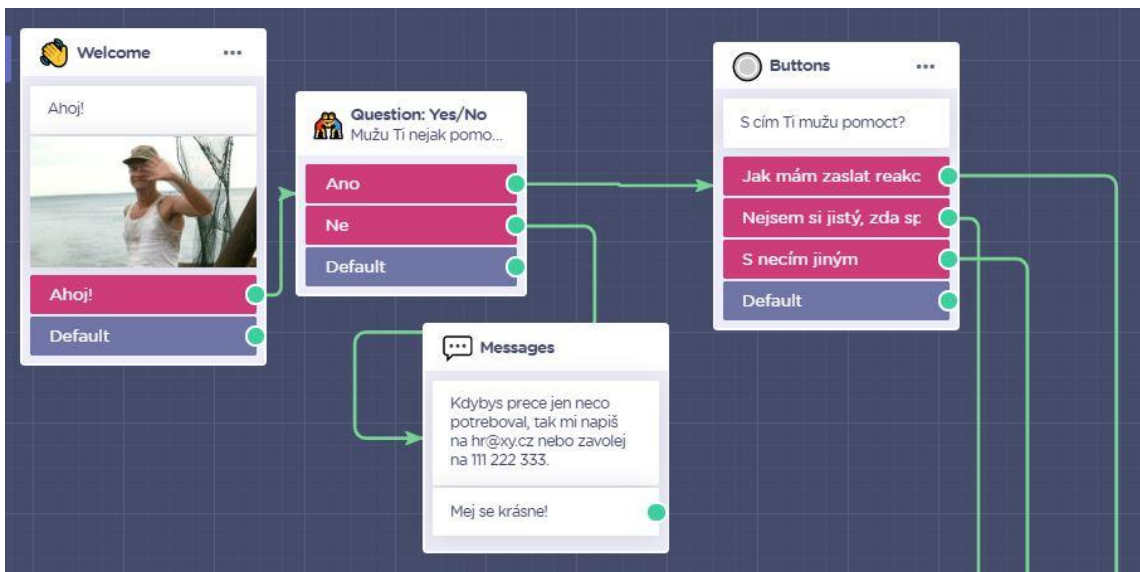 Welcome
Ahoj!
Ahoj!
Default
Question: Yes/No
Mužu Ti nejak pomo...
Ano
Ne
Default
Messages
Kdybys prece jen neco
potreboval, tak mi napiš
na hr@xy.cz nebo zavolej
na 111 222 333.
Mej se krásne!
Buttons
S cím Ti mužu pomoct?
Jak mám zaslat reakc
Nejsem si jistý, zda sp
S necím jiným
Default